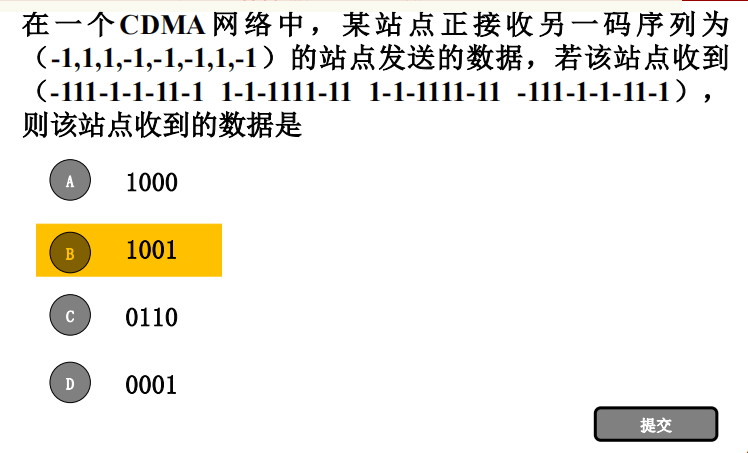 在一个CDMA网络中，某站点正接收另一码序列为
（-1,1,1,-1,-1,-1,1,-1）的站点发送的数据，若该站点收到
（-111-1-1-11-1 1-1-1111-11 1-1-1111-11 -111-1-1-11-1），
则该站点收到的数据是
A 1000
B 1001
C 0110
D 0001
提交